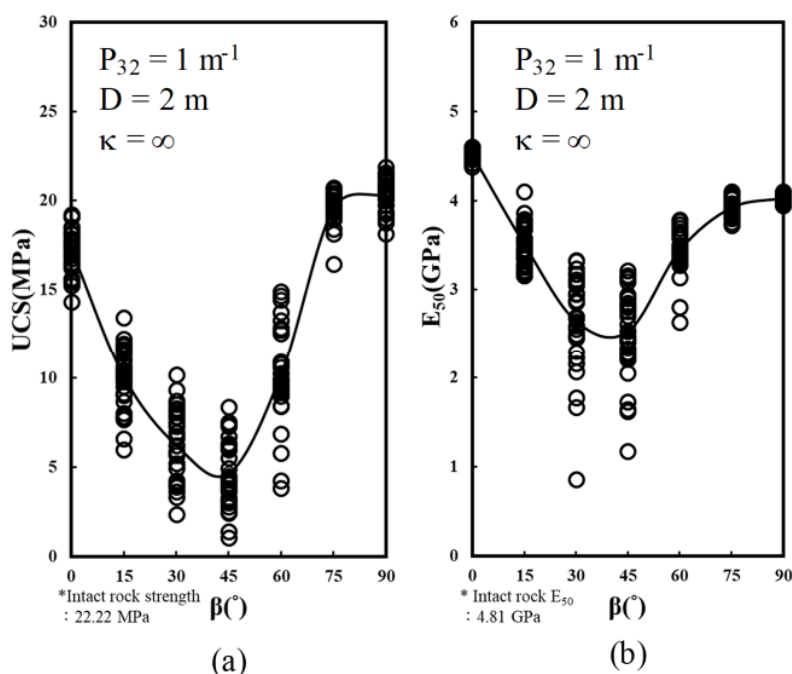 30
25
20
15
10
5
0
UCS(MPa)
P32 = 1 m-1
D = 2 m
κ = ∞
0 15 30 45 60 75 90
β(°)
*Intact rock strength
: 22.22 MPa
(a)
6
5
4
3
2
1
0
E50(GPa)
P32 = 1 m-1
D = 2 m
κ = ∞
0 15 30 45 60 75 90
β(°)
* Intact rock E50
: 4.81 GPa
(b)